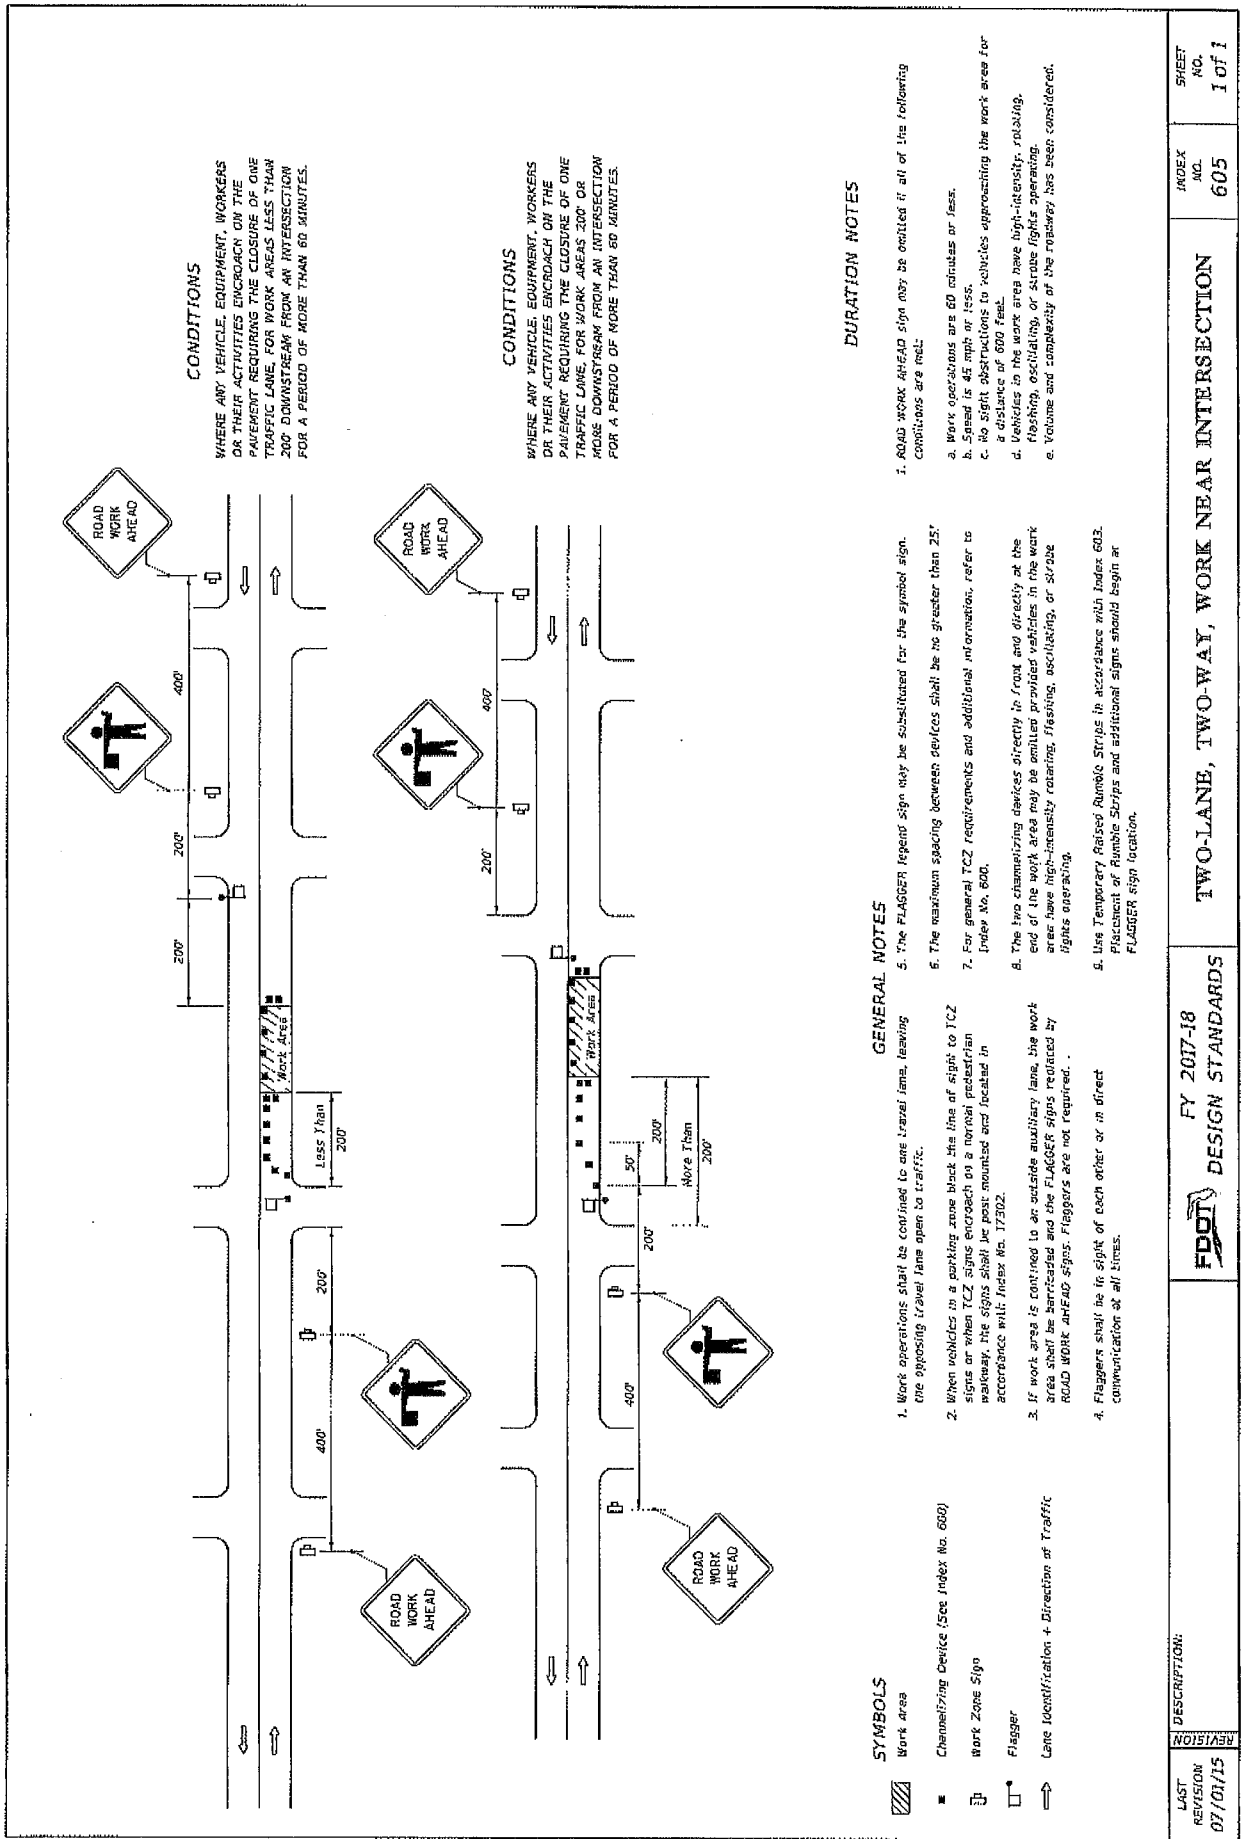 ROAD
WORK
AHEAD
400'
200'
200'
Work Area
Less Than
200'
200'
400'
ROAD
WORK
AHEAD
CONDITIONS
WHERE ANY VEHICLE, EQUIPMENT, WORKERS
OR THEIR ACTIVITIES ENCROACH ON THE
PAVEMENT REQUIRING THE CLOSURE OF ONE
TRAFFIC LANE, FOR WORK AREAS LESS THAN
200' DOWNSTREAM FROM AN INTERSECTION
FOR A PERIOD OF MORE THAN 60 MINUTES.
ROAD
WORK
AHEAD
400'
200'
Work Area
200'
50'
More Than
200'
200'
400'
ROAD
WORK
AHEAD
CONDITIONS
WHERE ANY VEHICLE, EQUIPMENT, WORKERS
OR THEIR ACTIVITIES ENCROACH ON THE
PAVEMENT REQUIRING THE CLOSURE OF ONE
TRAFFIC LANE, FOR WORK AREAS 200' OR
MORE DOWNSTREAM FROM AN INTERSECTION
FOR A PERIOD OF MORE THAN 60 MINUTES.
SYMBOLS
Work Area
Channelizing Device (See Index No. 600)
Work Zone Sign
Flagger
Lane Identification + Direction of Traffic
GENERAL NOTES
1. Work operations shall be confined to one travel lane, leaving
the opposing travel lane open to traffic.
2. When vehicles in a parking zone block the line of sight to TCZ
signs or when TCZ signs encroach on a normal pedestrian
walkway, the signs shall be post mounted and located in
accordance with Index No. 17302.
3. If work area is confined to an outside auxiliary lane, the work
area shall be barricaded and the FLAGGER signs replaced by
ROAD WORK AHEAD signs. Flaggers are not required.
4. Flaggers shall be in sight of each other or in direct
communication at all times.
5. The FLAGGER legend sign may be substituted for the symbol sign.
6. The maximum spacing between devices shall be no greater than 25'.
7. For general TCZ requirements and additional information, refer to
Index No. 600.
8. The two channelizing devices directly in front and directly at the
end of the work area may be omitted provided vehicles in the work
area have high-intensity rotating, flashing, oscillating, or strobe
lights operating.
9. Use Temporary Raised Rumble Strips in accordance with Index 603.
Placement of Rumble Strips and additional signs should begin at
FLAGGER sign location.
DURATION NOTES
1. ROAD WORK AHEAD sign may be omitted if all of the following
conditions are met:
a. Work operations are 60 minutes or less.
b. Speed is 45 mph or less.
c. No sight obstructions to vehicles approaching the work area for
a distance of 600 feet.
d. Vehicles in the work area have high-intensity, rotating,
flashing, oscillating, or strobe lights operating.
e. Volume and complexity of the roadway has been considered.
LAST
REVISION
07/01/15
REVISION
DESCRIPTION:
FDOT
FY 2017-18
DESIGN STANDARDS
TWO-LANE, TWO-WAY, WORK NEAR INTERSECTION
INDEX
NO.
605
SHEET
NO.
1 of 1